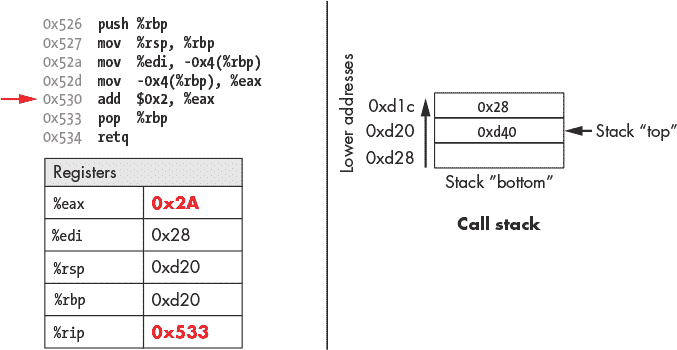 0x526 push %rbp
0x527 mov %rsp, %rbp
0x52a mov %edi, -0x4(%rbp)
0x52d mov -0x4(%rbp), %eax
0x530 add $0x2, %eax
0x533 pop %rbp
0x534 retq
Registers
%eax 0x2A
%edi 0x28
%rsp 0xd20
%rbp 0xd20
%rip 0x533
Lower addresses
0xd1c 0x28
0xd20 0xd40 Stack “top”
0xd28
Stack ”bottom”
Call stack